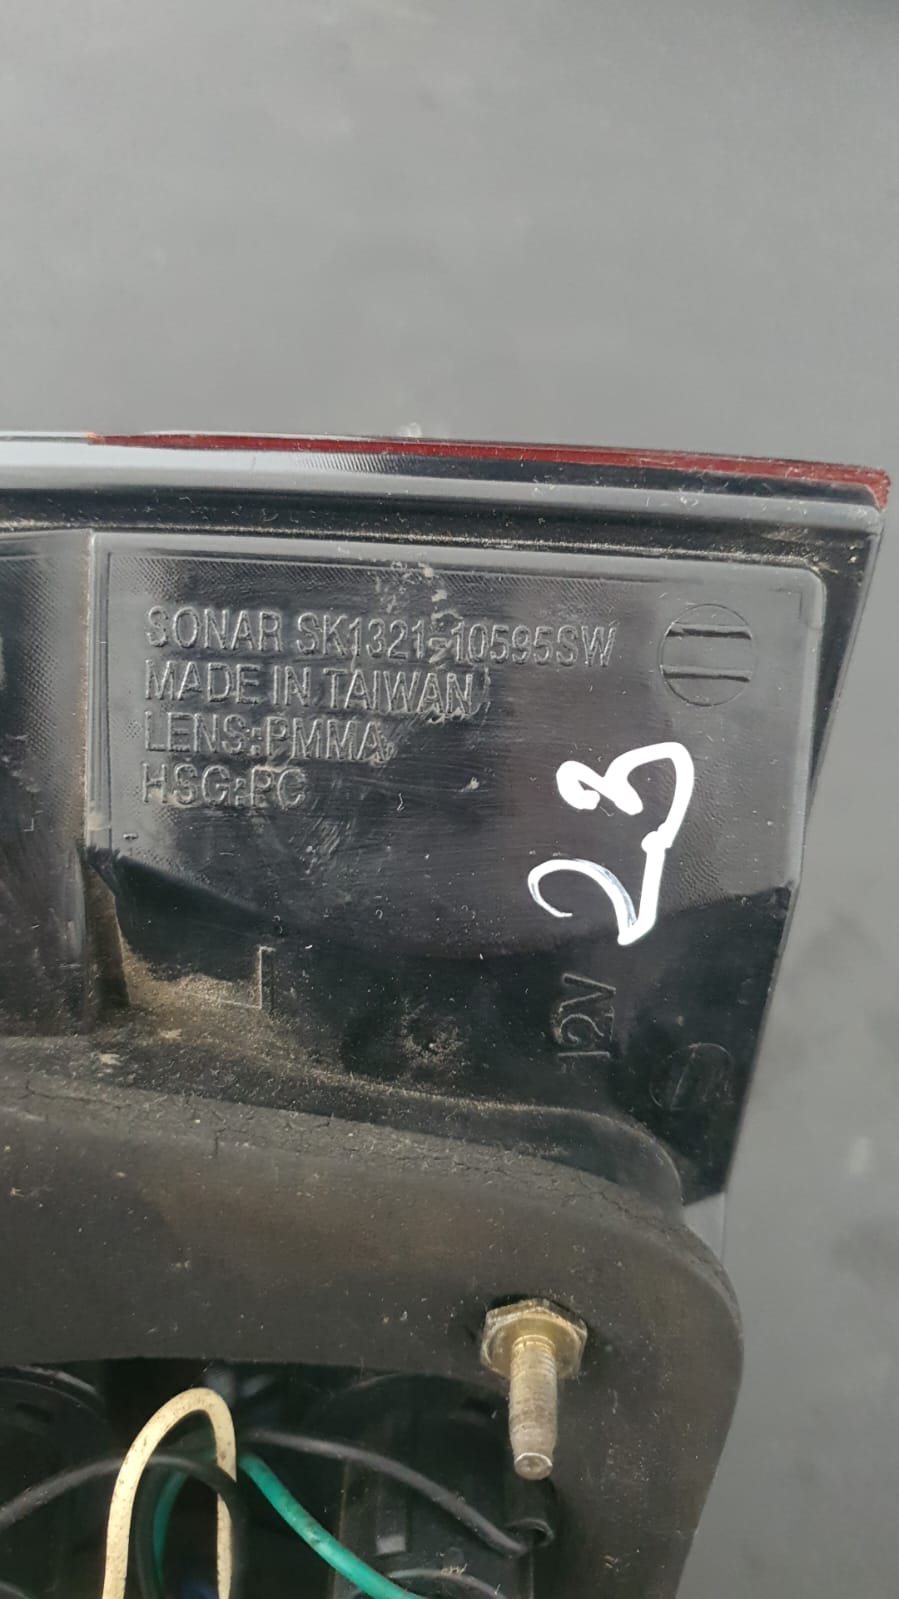 SONAR SK1321-10595SW
MADE IN TAIWAN
LENS:PMMA
HSG:PC
23
12V